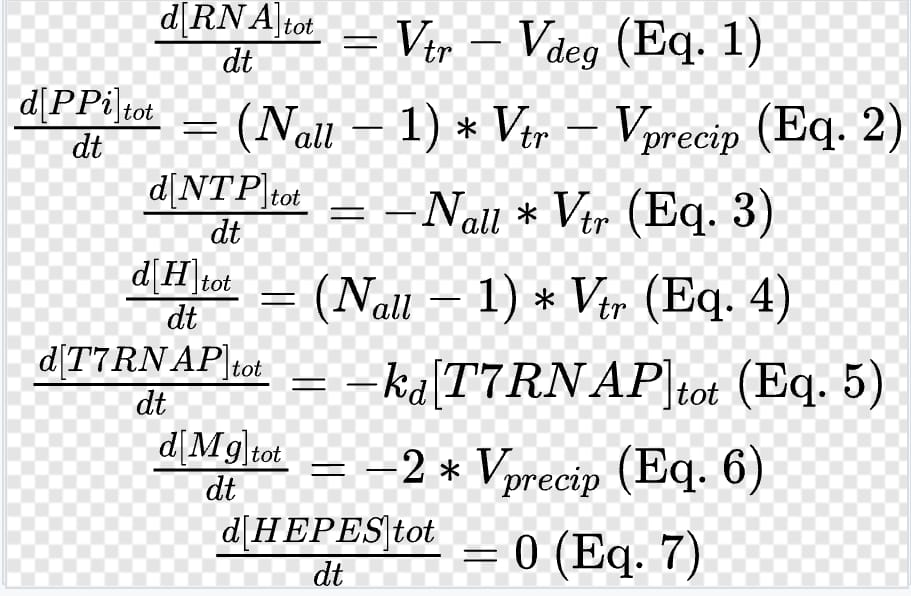 d[RNA]tot/dt = Vtr − Vdeg (Eq. 1)
d[PPi]tot/dt = (Nall − 1) * Vtr − Vprecip (Eq. 2)
d[NTP]tot/dt = −Nall * Vtr (Eq. 3)
d[H]tot/dt = (Nall − 1) * Vtr (Eq. 4)
d[T7RNAP]tot/dt = −kd[T7RNAP]tot (Eq. 5)
d[Mg]tot/dt = −2 * Vprecip (Eq. 6)
d[HEPES]tot/dt = 0 (Eq. 7)